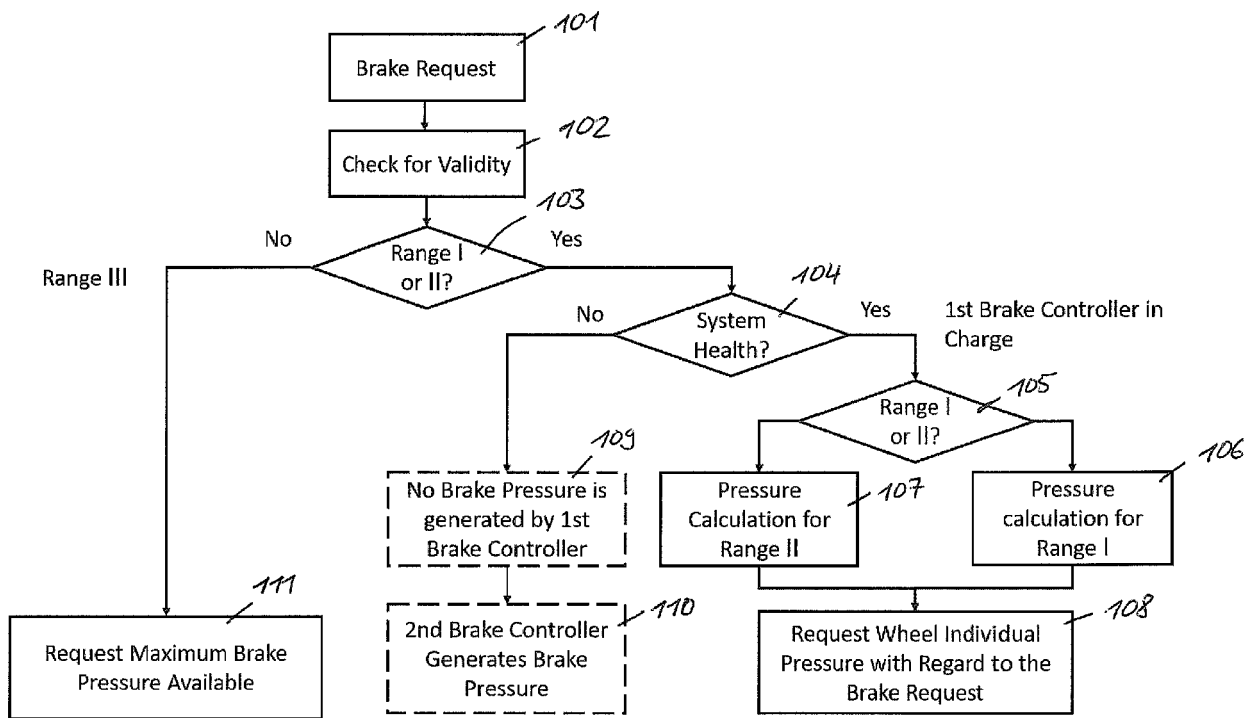 101
Brake Request
102
Check for Validity
103
No
Yes
Range I
or II?
Range III
104
No
Yes
System
Health?
1st Brake Controller in
Charge
105
Range I
or II?
109
106
No Brake Pressure is
generated by 1st
Brake Controller
Pressure
Calculation for
Range II
107
Pressure
calculation for
Range I
111
110
108
Request Maximum Brake
Pressure Available
2nd Brake Controller
Generates Brake
Pressure
Request Wheel Individual
Pressure with Regard to the
Brake Request